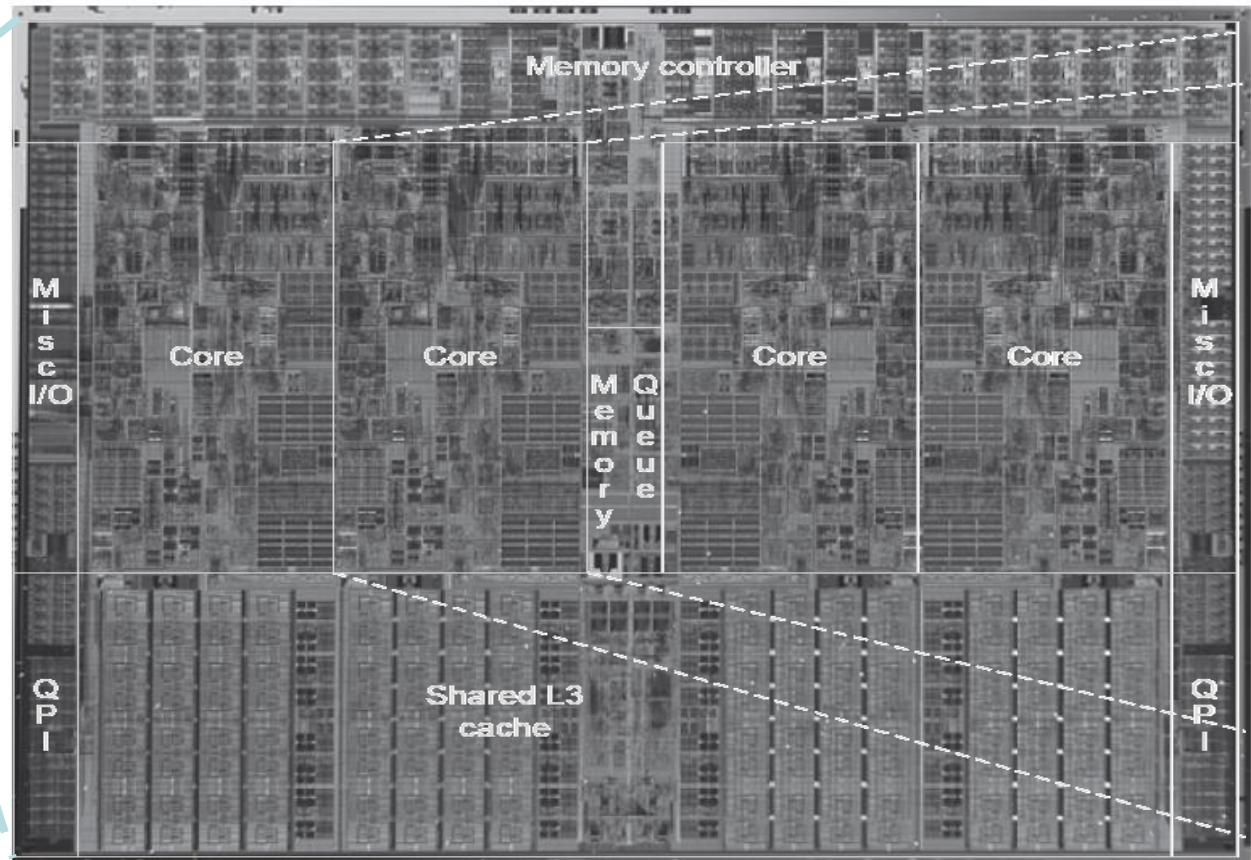 Memory controller
Misc I/O
Core
Core
Memory Queue
Core
Core
Misc I/O
QPI
Shared L3
cache
QPI